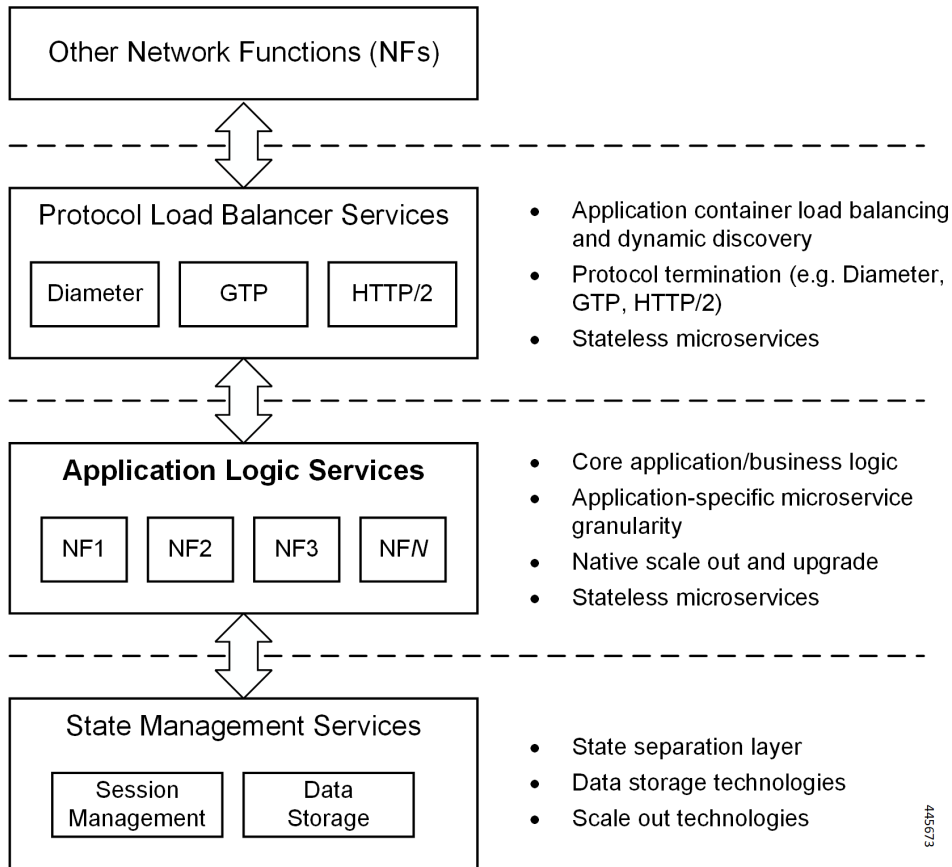 Other Network Functions (NFs)
Protocol Load Balancer Services
Diameter
GTP
HTTP/2
• Application container load balancing
and dynamic discovery
• Protocol termination (e.g. Diameter,
GTP, HTTP/2)
• Stateless microservices
Application Logic Services
NF1
NF2
NF3
NFN
• Core application/business logic
• Application-specific microservice
granularity
• Native scale out and upgrade
• Stateless microservices
State Management Services
Session
Management
Data
Storage
• State separation layer
• Data storage technologies
• Scale out technologies
445673